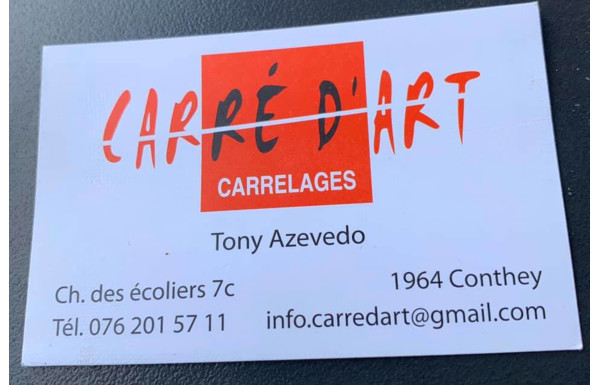 CARRÉ D'ART
CARRELAGES
Tony Azevedo
Ch. des écoliers 7c 1964 Conthey
Tél. 076 201 57 11 info.carredart@gmail.com